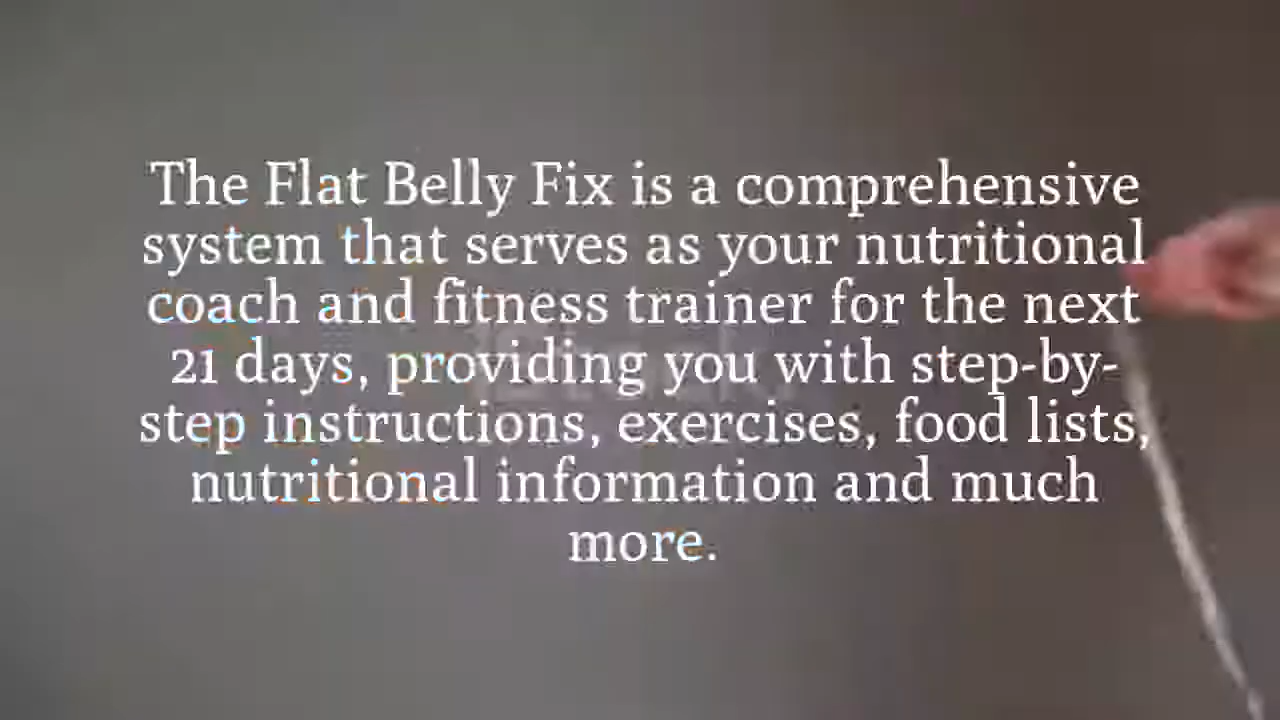 The Flat Belly Fix is a comprehensive
system that serves as your nutritional
coach and fitness trainer for the next
21 days, providing you with step-by-
step instructions, exercises, food lists,
nutritional information and much
more.